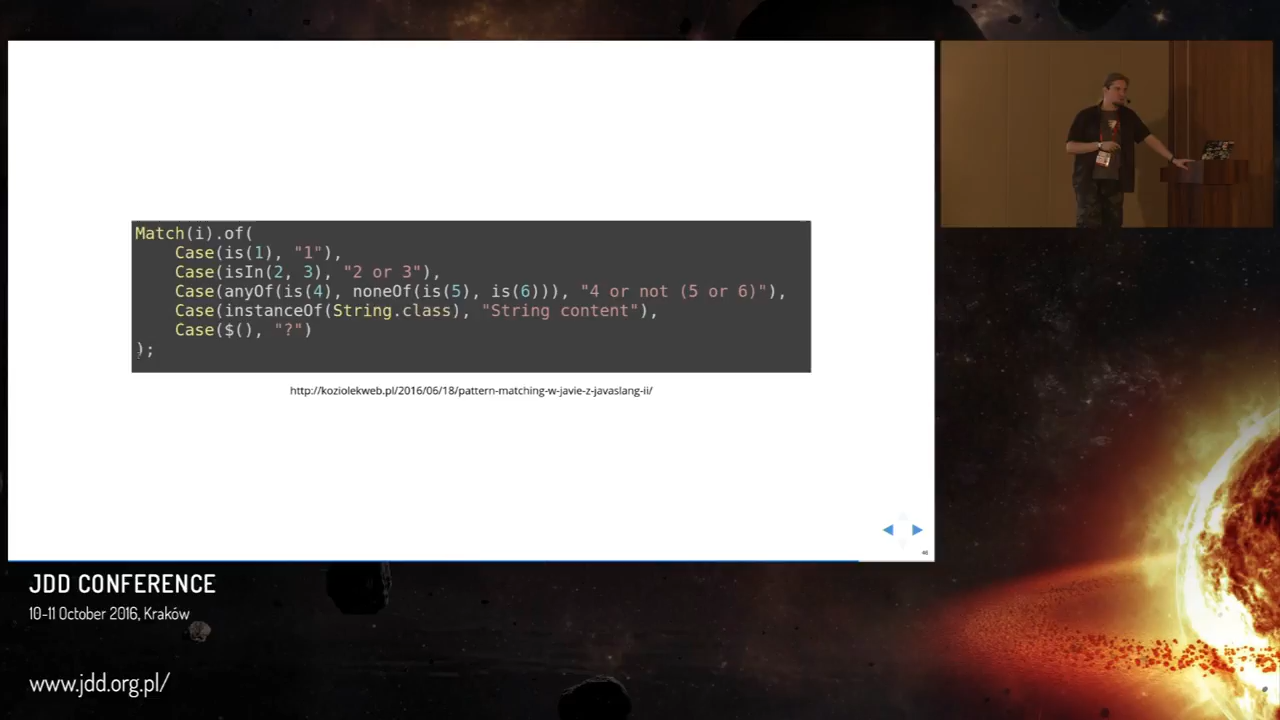 Match(i).of(
Case(is(1), "1"),
Case(isIn(2, 3), "2 or 3"),
Case(anyOf(is(4), noneOf(is(5), is(6))), "4 or not (5 or 6)"),
Case(instanceOf(String.class), "String content"),
Case($(), "?")
);
http://koziolekweb.pl/2016/06/18/pattern-matching-w-javie-z-javaslang-ii/
JDD CONFERENCE
10-11 October 2016, Kraków
www.jdd.org.pl/